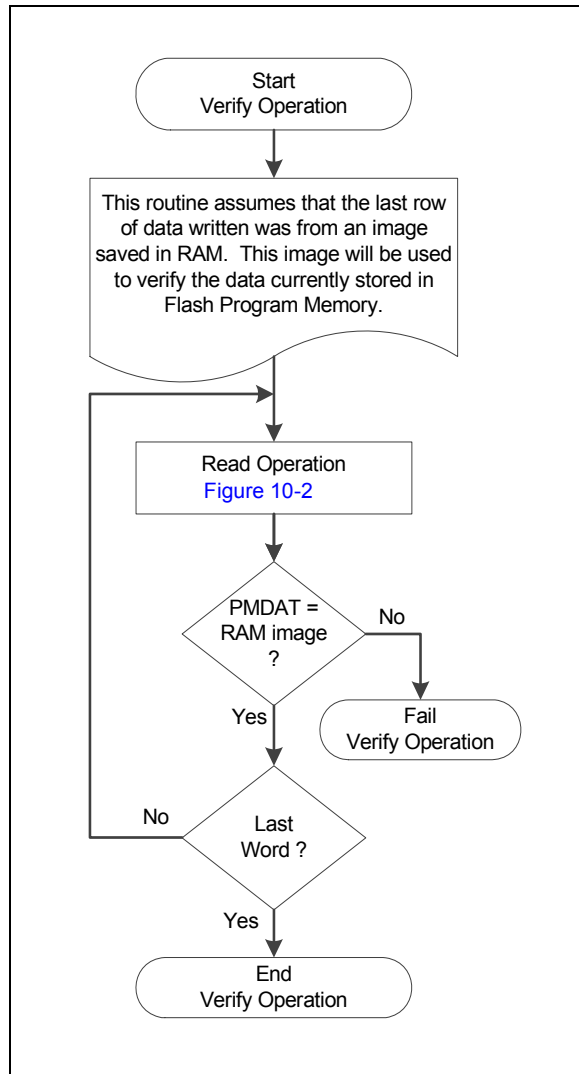 Start
Verify Operation
This routine assumes that the last row
of data written was from an image
saved in RAM.  This image will be used
to verify the data currently stored in
Flash Program Memory.
Read Operation
Figure 10-2
PMDAT =
RAM image
?
No
Fail
Verify Operation
Yes
No
Last
Word ?
Yes
End
Verify Operation